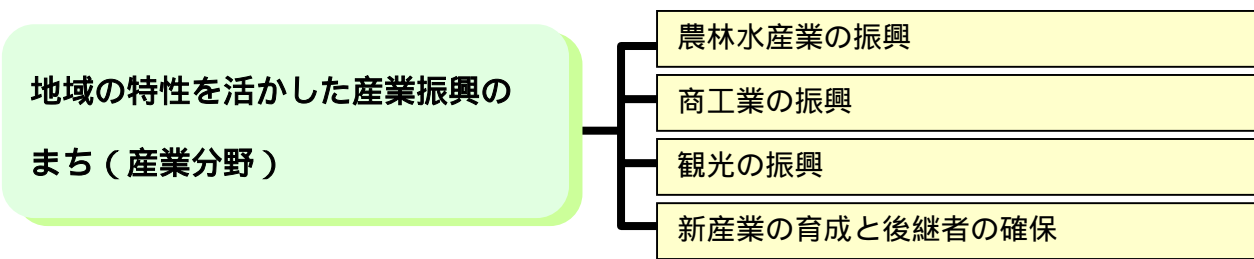 地域の特性を活かした産業振興の
まち（産業分野）
農林水産業の振興
商工業の振興
観光の振興
新産業の育成と後継者の確保